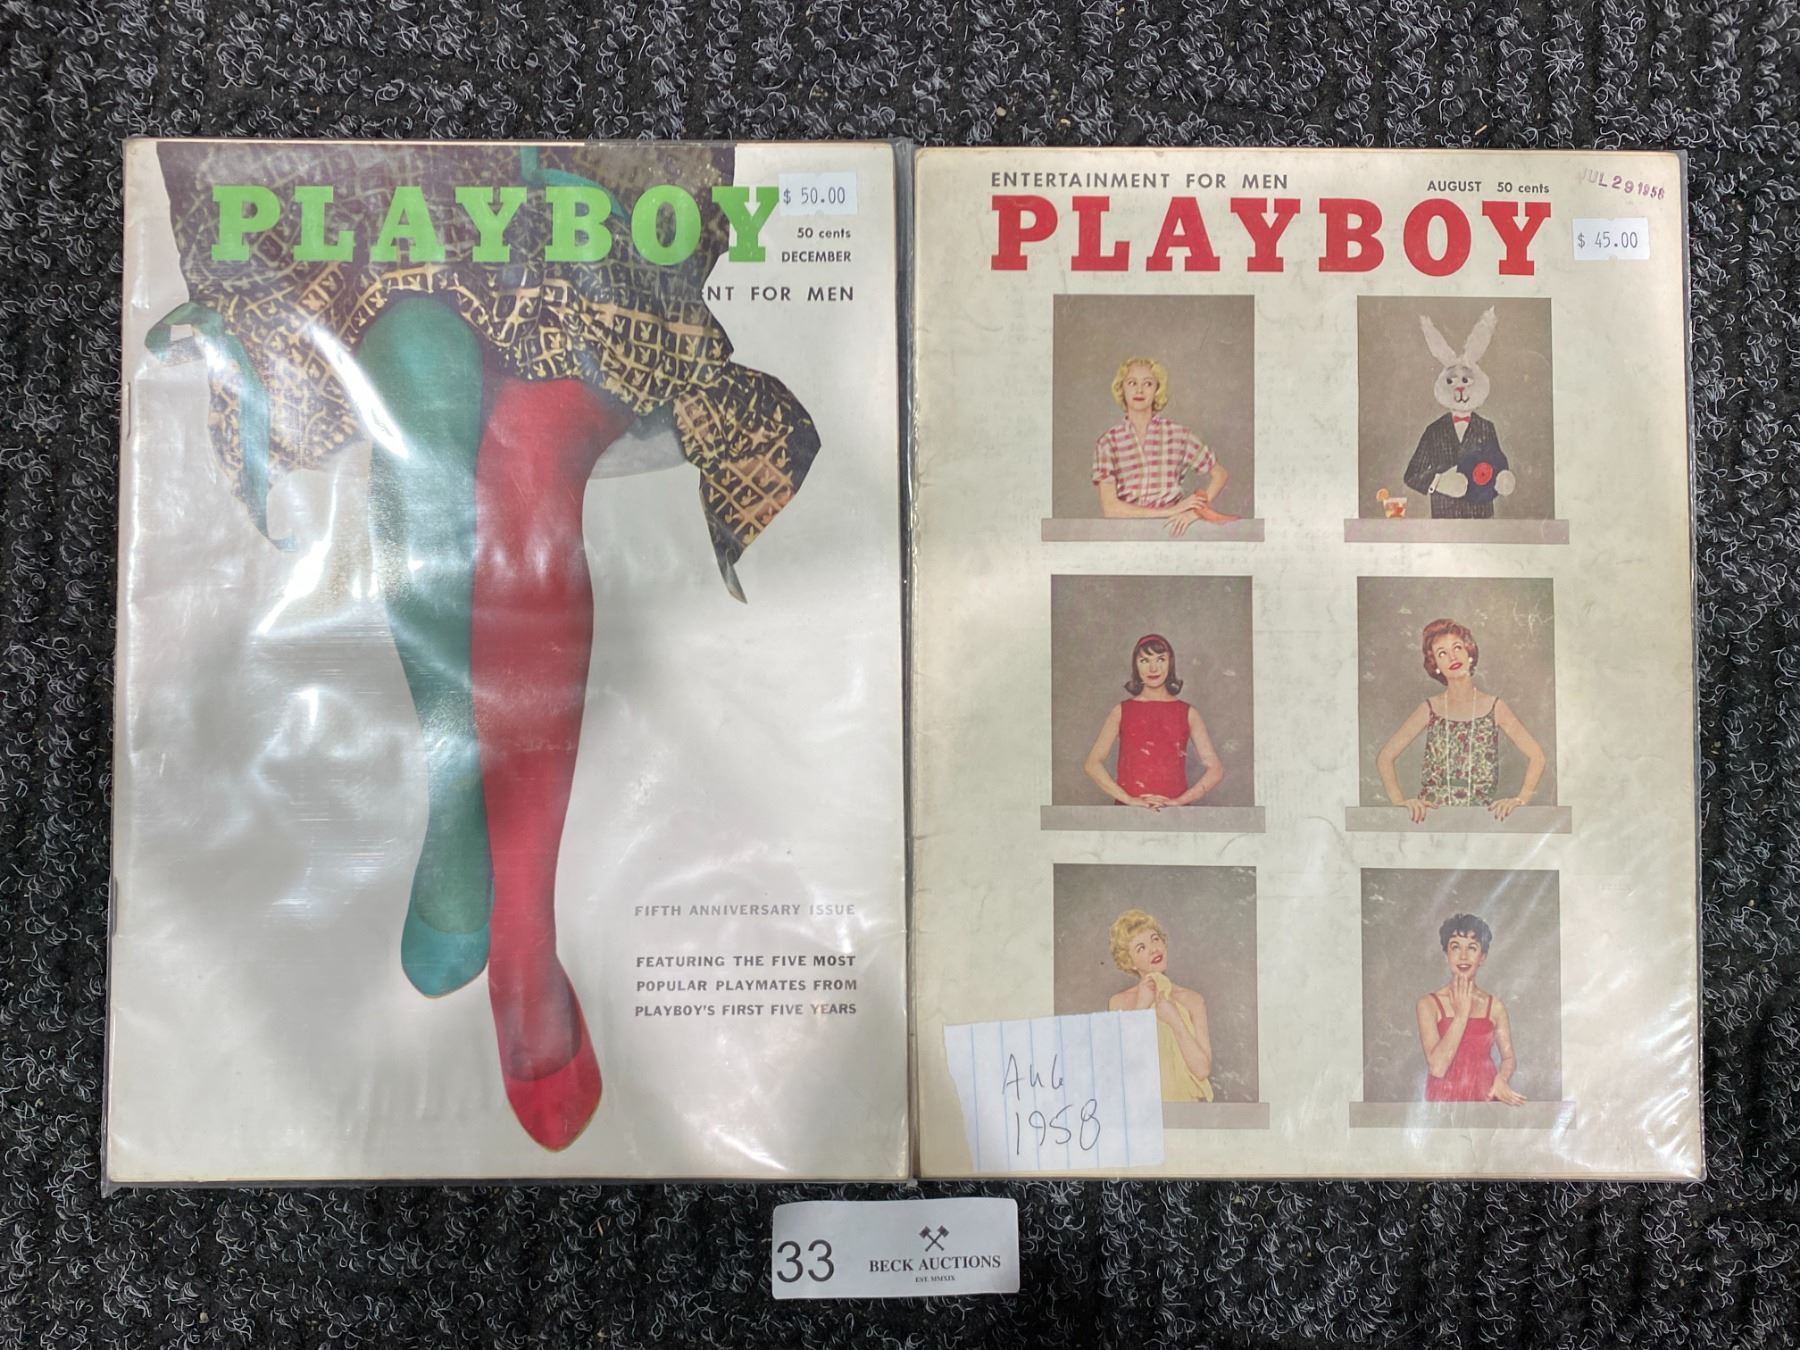 PLAYBOY
$ 50.00
50 cents
DECEMBER
NT FOR MEN
FIFTH ANNIVERSARY ISSUE
FEATURING THE FIVE MOST
POPULAR PLAYMATES FROM
PLAYBOY'S FIRST FIVE YEARS
ENTERTAINMENT FOR MEN
AUGUST 50 cents
JUL 29 1958
PLAYBOY
$ 45.00
AUG
1958
33
BECK AUCTIONS
EST. MMXIX